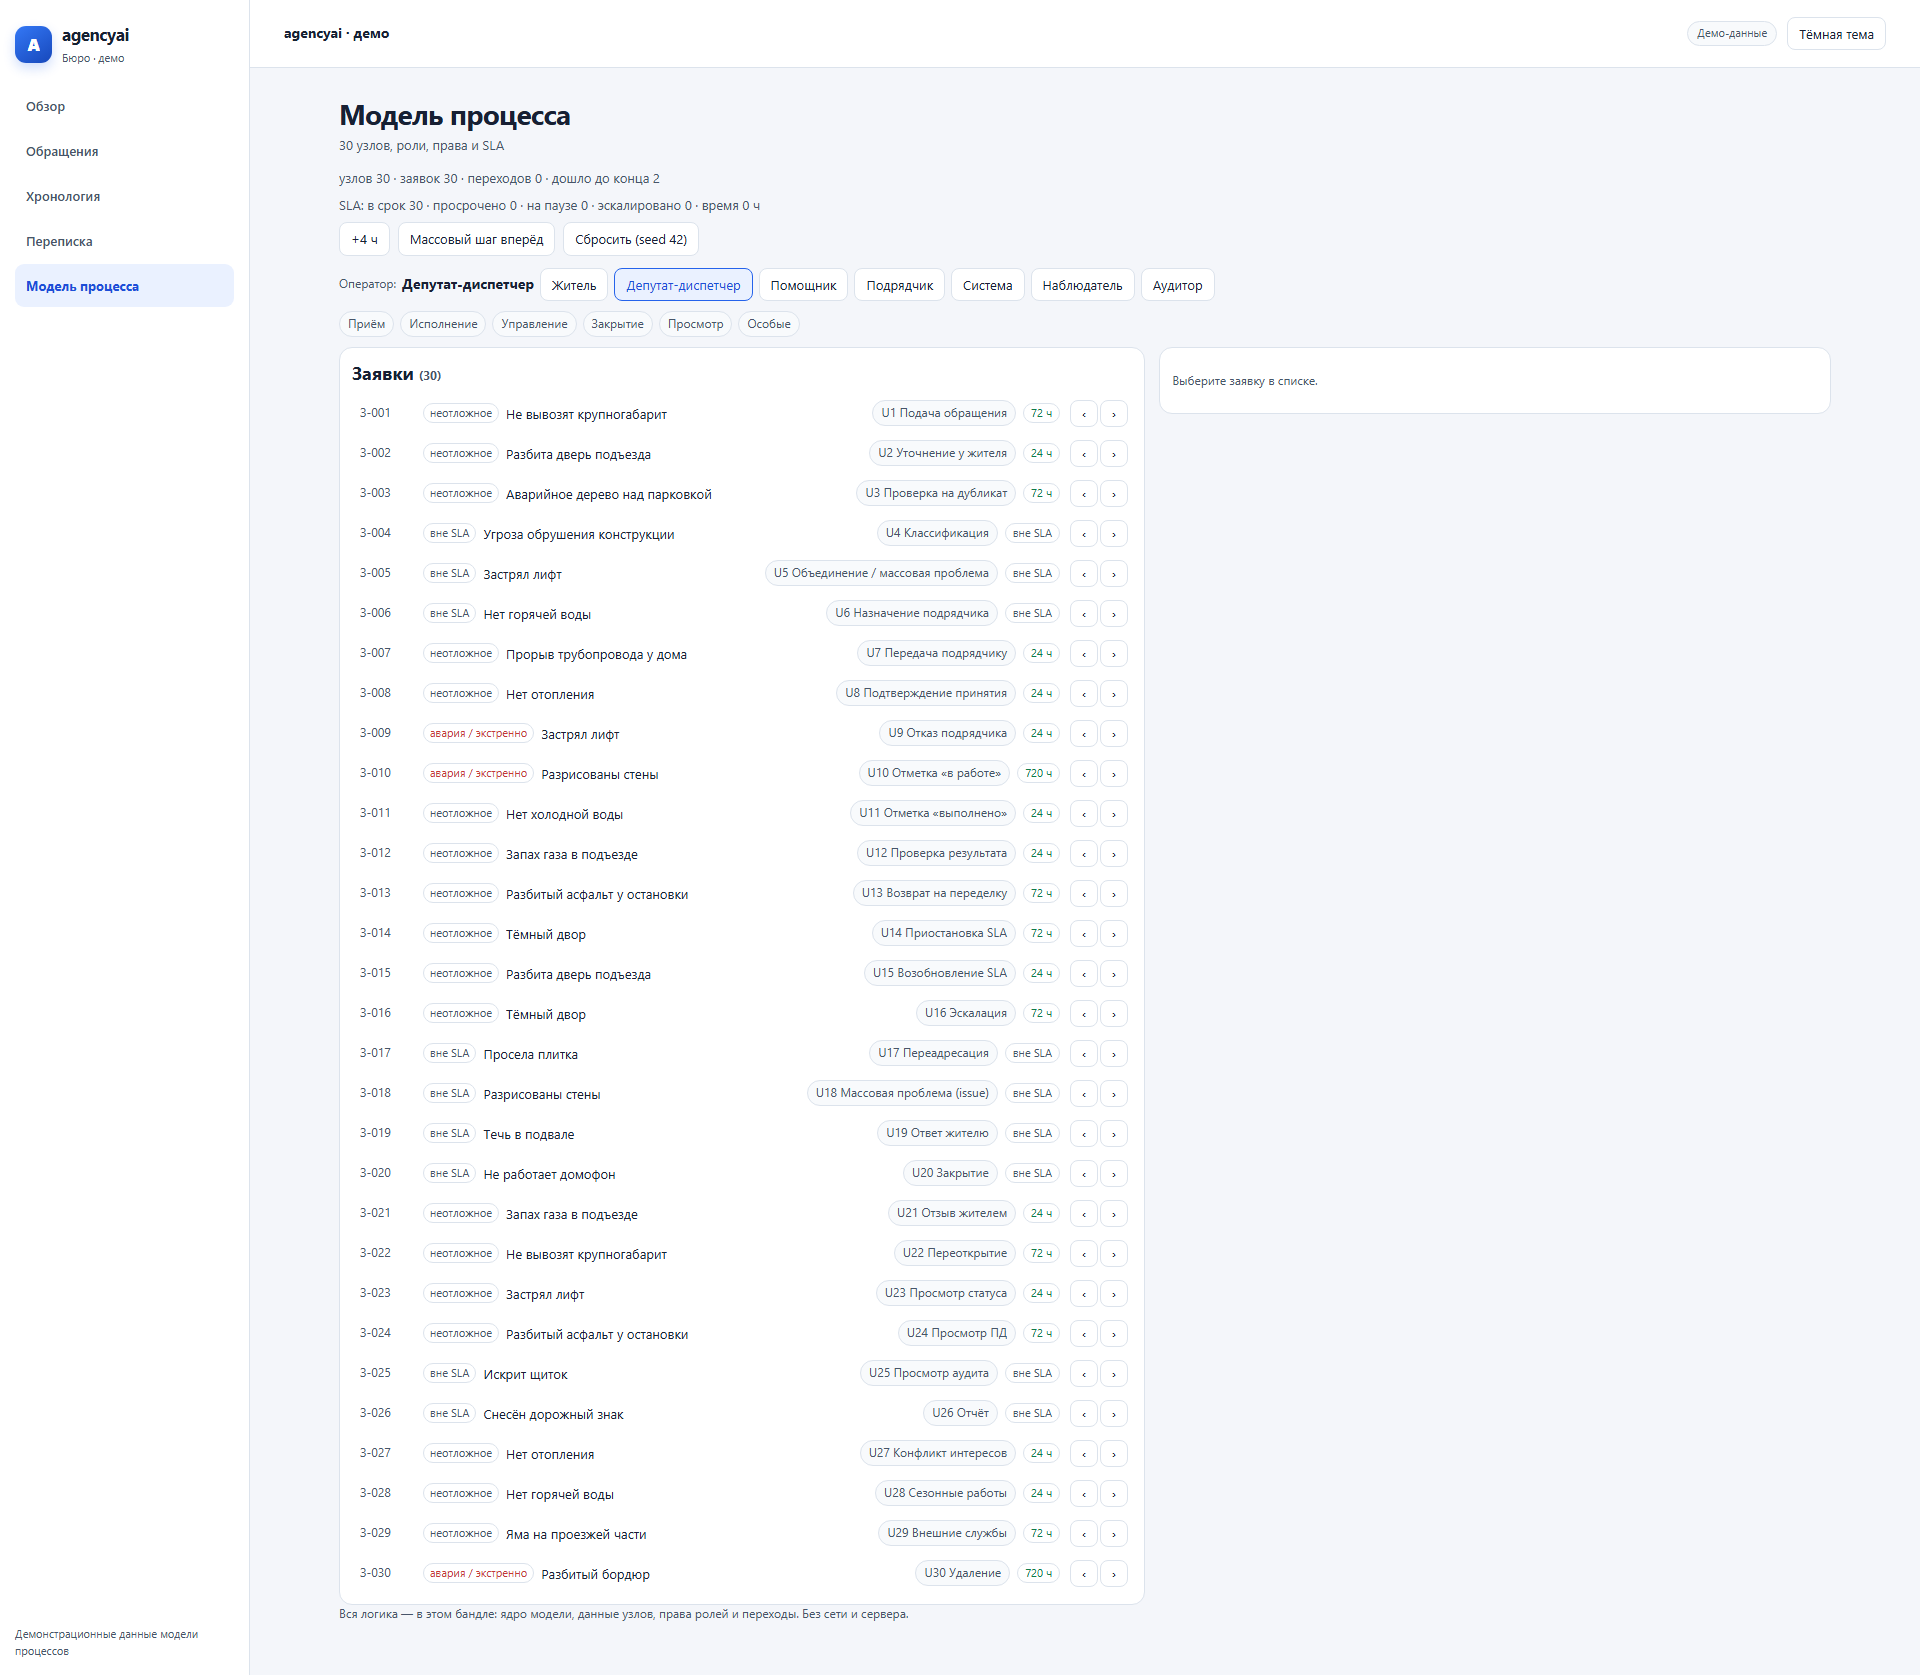 A
agencyai
Бюро · демо
Обзор
Обращения
Хронология
Переписка
Модель процесса
Демонстрационные данные модели
процессов
agencyai · демо
Демо-данные
Тёмная тема
Модель процесса
30 узлов, роли, права и SLA
узлов 30 · заявок 30 · переходов 0 · дошло до конца 2
SLA: в срок 30 · просрочено 0 · на паузе 0 · эскалировано 0 · время 0 ч
+4 ч Массовый шаг вперёд Сбросить (seed 42)
Оператор: Депутат-диспетчер Житель Депутат-диспетчер Помощник Подрядчик Система Наблюдатель Аудитор
Приём Исполнение Управление Закрытие Просмотр Особые
Заявки (30)
З-001 неотложное Не вывозят крупногабарит U1 Подача обращения 72 ч ‹ ›
З-002 неотложное Разбита дверь подъезда U2 Уточнение у жителя 24 ч ‹ ›
З-003 неотложное Аварийное дерево над парковкой U3 Проверка на дубликат 72 ч ‹ ›
З-004 вне SLA Угроза обрушения конструкции U4 Классификация вне SLA ‹ ›
З-005 вне SLA Застрял лифт U5 Объединение / массовая проблема вне SLA ‹ ›
З-006 вне SLA Нет горячей воды U6 Назначение подрядчика вне SLA ‹ ›
З-007 неотложное Прорыв трубопровода у дома U7 Передача подрядчику 24 ч ‹ ›
З-008 неотложное Нет отопления U8 Подтверждение принятия 24 ч ‹ ›
З-009 авария / экстренно Застрял лифт U9 Отказ подрядчика 24 ч ‹ ›
З-010 авария / экстренно Разрисованы стены U10 Отметка «в работе» 720 ч ‹ ›
З-011 неотложное Нет холодной воды U11 Отметка «выполнено» 24 ч ‹ ›
З-012 неотложное Запах газа в подъезде U12 Проверка результата 24 ч ‹ ›
З-013 неотложное Разбитый асфальт у остановки U13 Возврат на переделку 72 ч ‹ ›
З-014 неотложное Тёмный двор U14 Приостановка SLA 72 ч ‹ ›
З-015 неотложное Разбита дверь подъезда U15 Возобновление SLA 24 ч ‹ ›
З-016 неотложное Тёмный двор U16 Эскалация 72 ч ‹ ›
З-017 вне SLA Просела плитка U17 Переадресация вне SLA ‹ ›
З-018 вне SLA Разрисованы стены U18 Массовая проблема (issue) вне SLA ‹ ›
З-019 вне SLA Течь в подвале U19 Ответ жителю вне SLA ‹ ›
З-020 вне SLA Не работает домофон U20 Закрытие вне SLA ‹ ›
З-021 неотложное Запах газа в подъезде U21 Отзыв жителем 24 ч ‹ ›
З-022 неотложное Не вывозят крупногабарит U22 Переоткрытие 72 ч ‹ ›
З-023 неотложное Застрял лифт U23 Просмотр статуса 24 ч ‹ ›
З-024 неотложное Разбитый асфальт у остановки U24 Просмотр ПД 72 ч ‹ ›
З-025 вне SLA Искрит щиток U25 Просмотр аудита вне SLA ‹ ›
З-026 вне SLA Снесён дорожный знак U26 Отчёт вне SLA ‹ ›
З-027 неотложное Нет отопления U27 Конфликт интересов 24 ч ‹ ›
З-028 неотложное Нет горячей воды U28 Сезонные работы 24 ч ‹ ›
З-029 неотложное Яма на проезжей части U29 Внешние службы 72 ч ‹ ›
З-030 авария / экстренно Разбитый бордюр U30 Удаление 720 ч ‹ ›
Выберите заявку в списке.
Вся логика — в этом бандле: ядро модели, данные узлов, права ролей и переходы. Без сети и сервера.